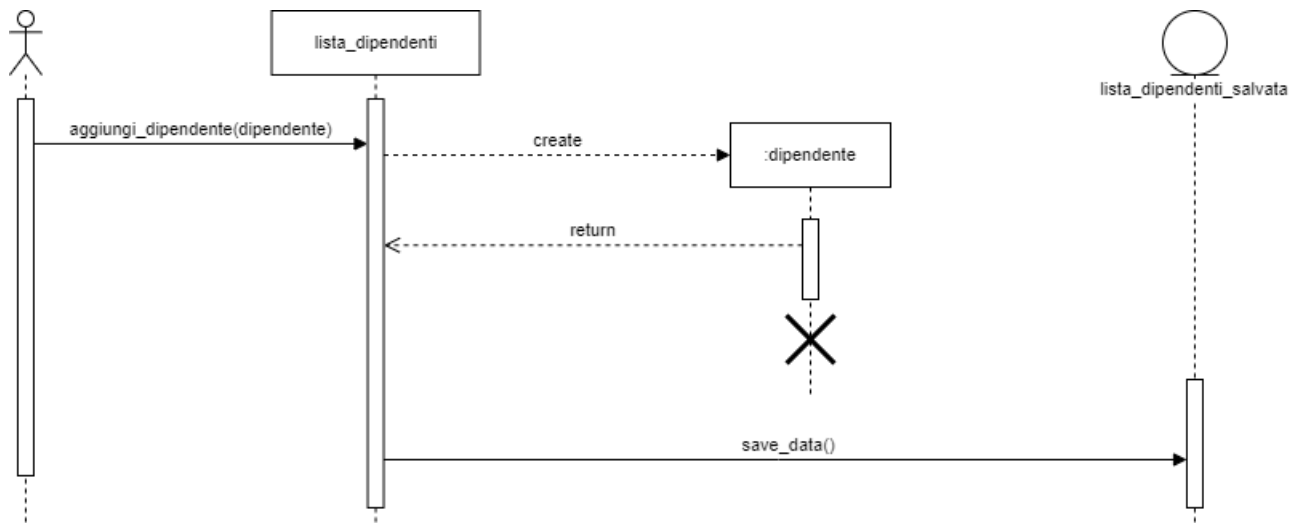 lista_dipendenti
lista_dipendenti_salvata
aggiungi_dipendente(dipendente)
create
:dipendente
return
save_data()